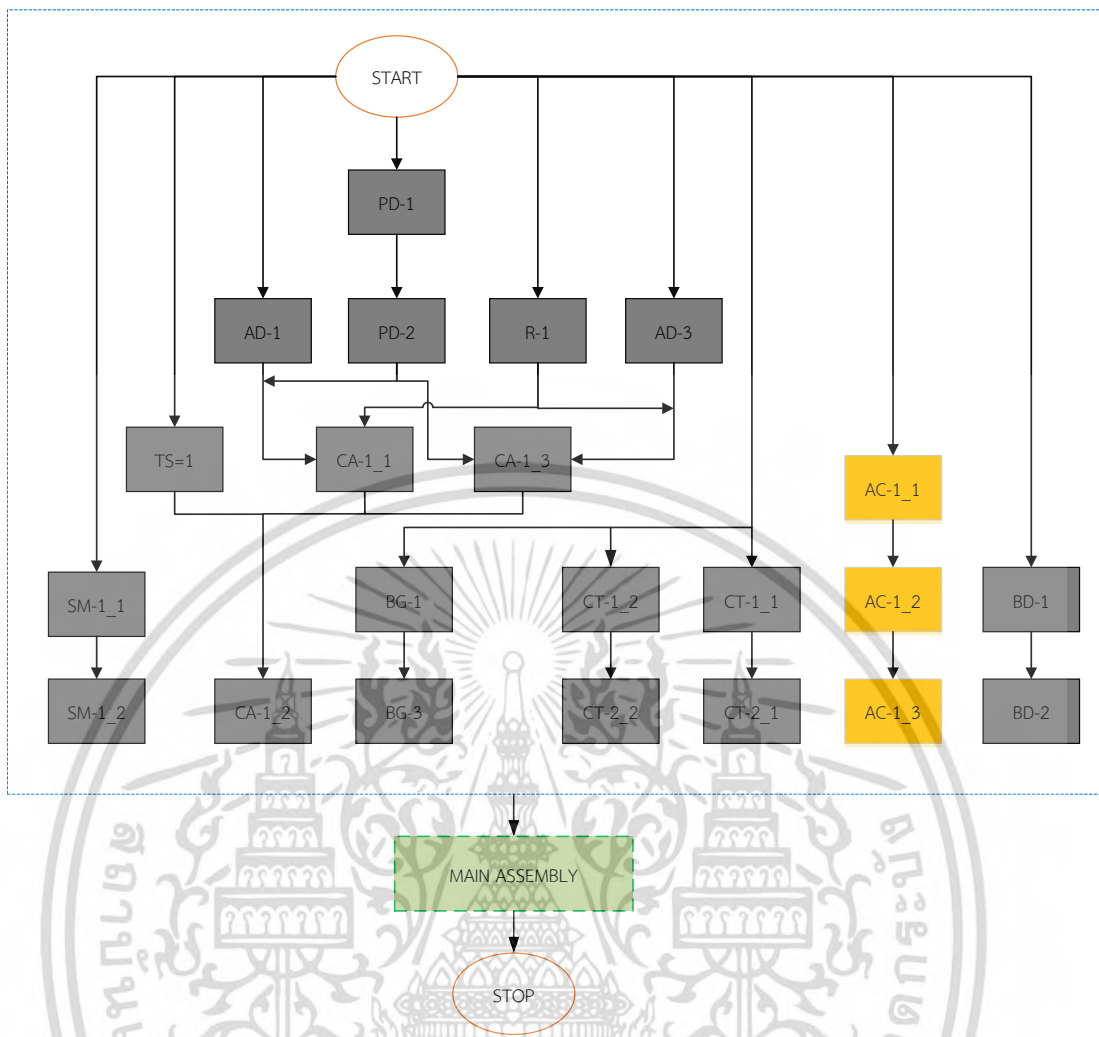 START
PD-1
AD-1
PD-2
R-1
AD-3
TS=1
CA-1_1
CA-1_3
AC-1_1
SM-1_1
BG-1
CT-1_2
CT-1_1
AC-1_2
BD-1
SM-1_2
CA-1_2
BG-3
CT-2_2
CT-2_1
AC-1_3
BD-2
MAIN ASSEMBLY
STOP